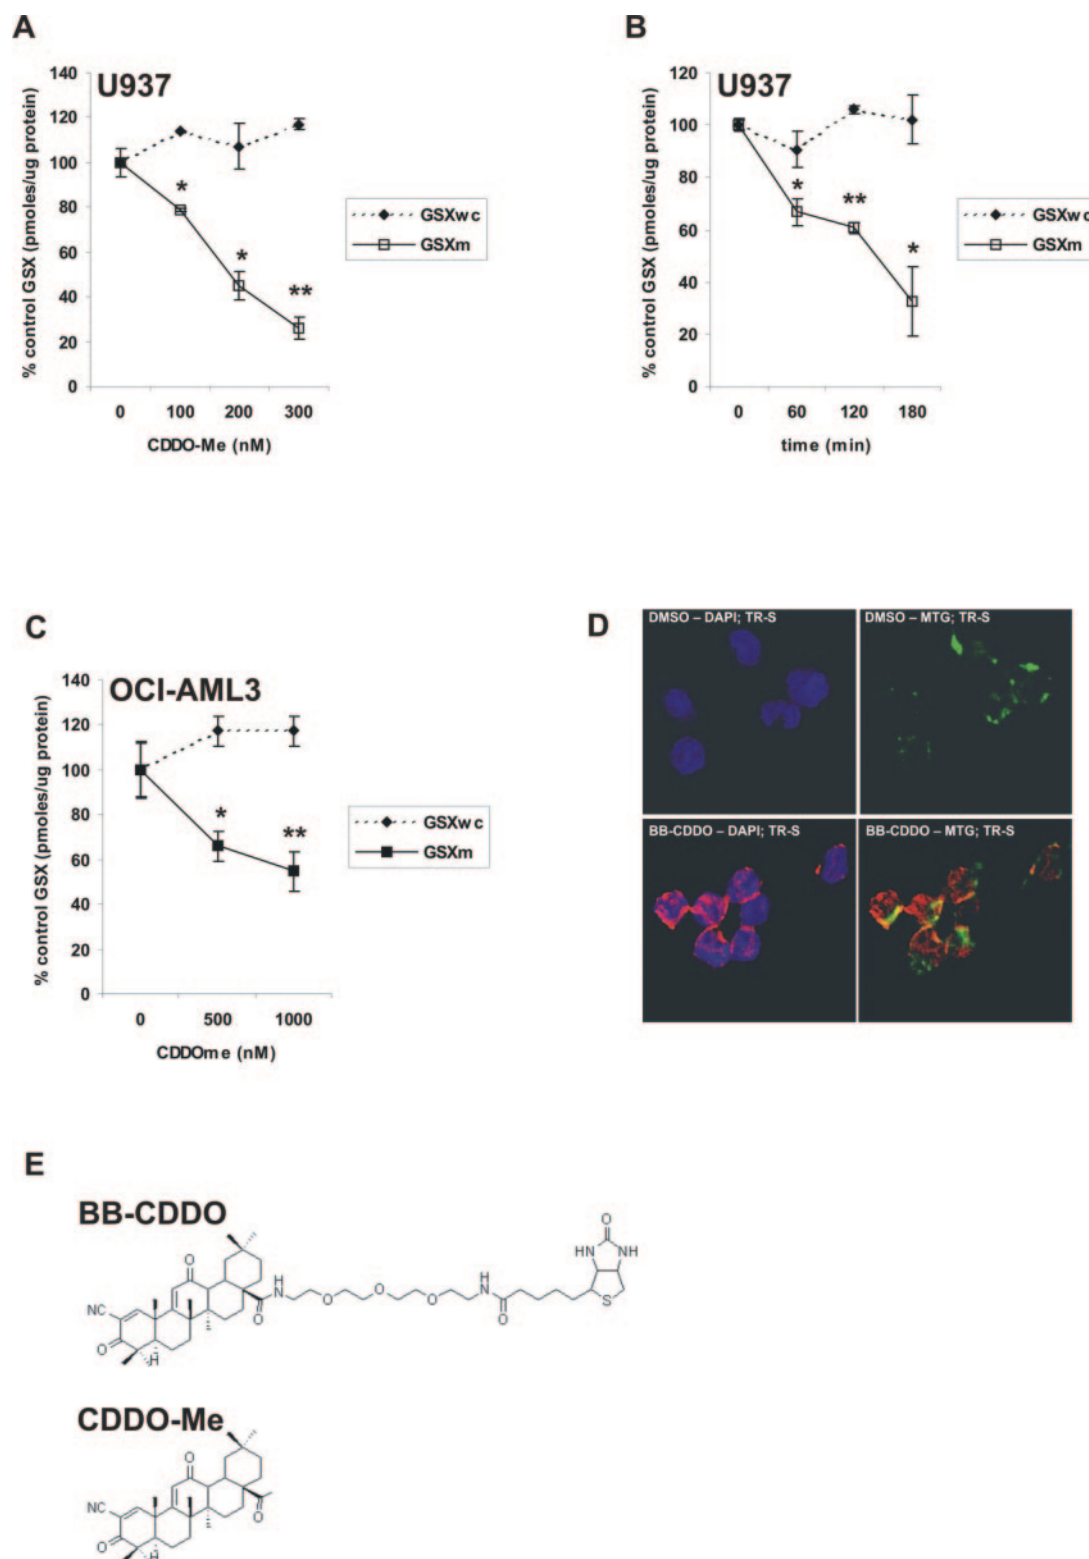 A
U937
% control GSX (pmoles/ug protein)
140
120
100
80
60
40
20
0
*
*
**
0 100 200 300
CDDO-Me (nM)
GSXwc
GSXm
B
U937
% control GSX (pmoles/ug protein)
120
100
80
60
40
20
0
*
**
*
0 60 120 180
time (min)
GSXwc
GSXm
C
OCI-AML3
% control GSX (pmoles/ug protein)
140
120
100
80
60
40
20
0
*
**
0 500 1000
CDDOme (nM)
GSXwc
GSXm
D
DMSO – DAPI; TR-S
DMSO – MTG; TR-S
BB-CDDO – DAPI; TR-S
BB-CDDO – MTG; TR-S
E
BB-CDDO
O
HN NH
S
O
H
N
O
O
O
H
N
O
O
NC
O
H
CDDO-Me
O
O
NC
O
H